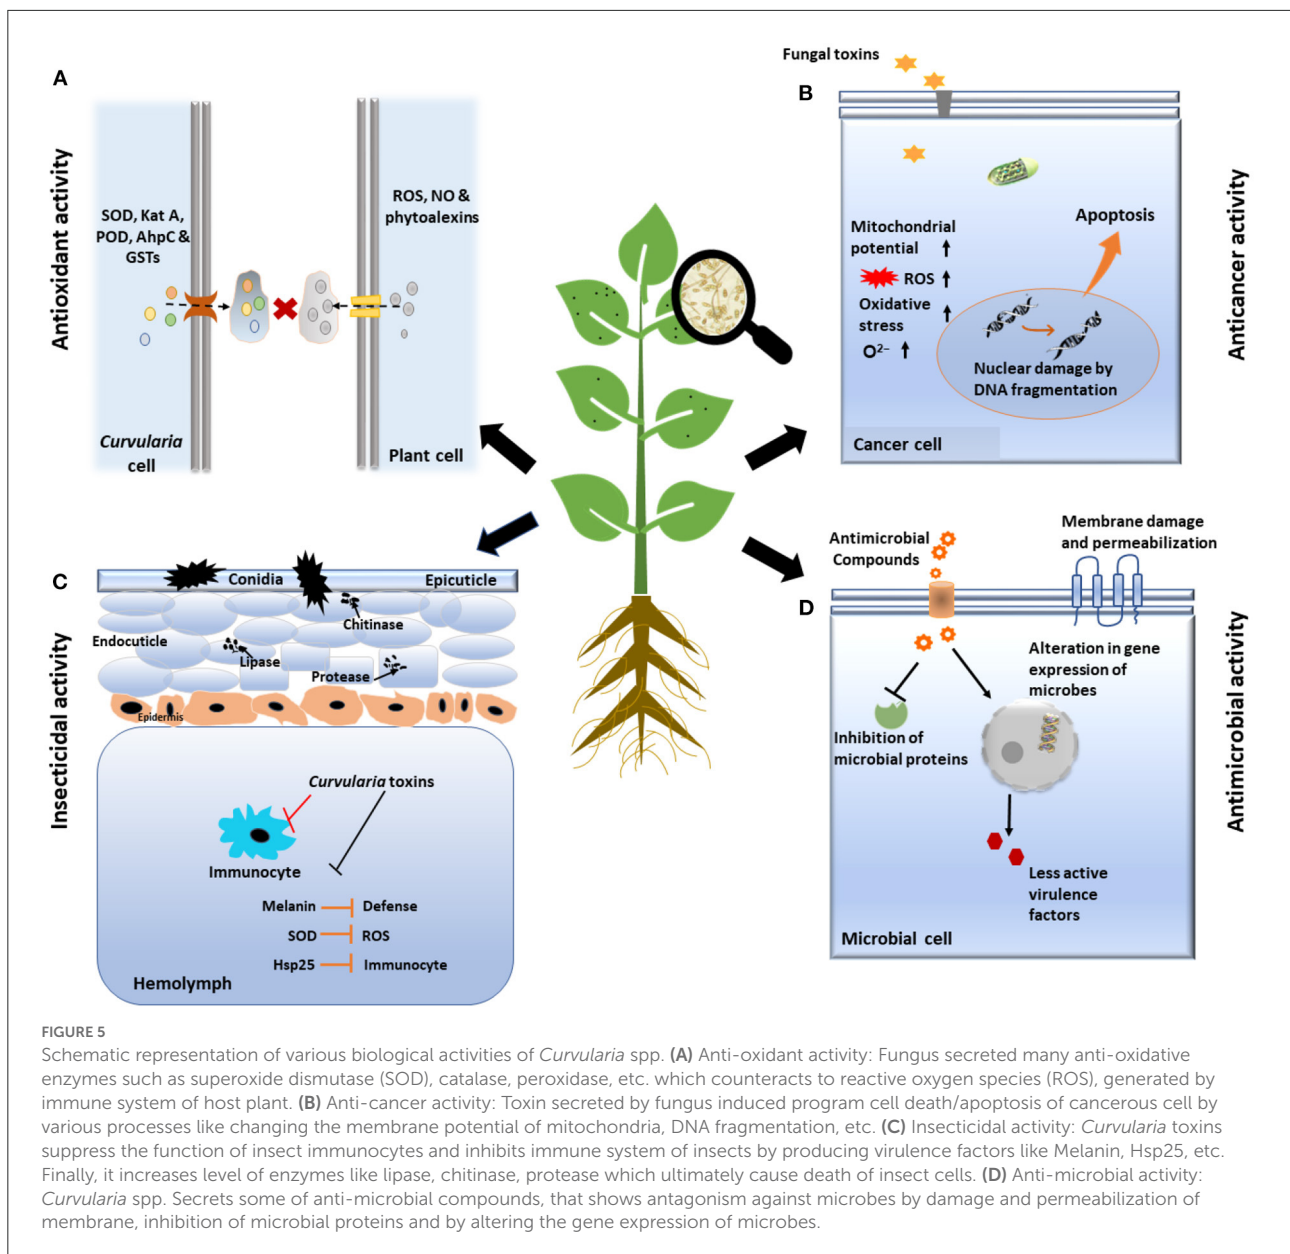 A
Antioxidant activity
SOD, Kat A,
POD, AhpC &
GSTs
ROS, NO &
phytoalexins
Curvularia
cell
Plant cell
Fungal toxins
B
Anticancer activity
Apoptosis
Mitochondrial
potential
ROS
Oxidative
stress
O²⁻
Nuclear damage by
DNA fragmentation
Cancer cell
C
Insecticidal activity
Conidia
Epicuticle
Chitinase
Endocuticle
Lipase
Protease
Epidermis
Curvularia toxins
Immunocyte
Melanin
Defense
SOD
ROS
Hsp25
Immunocyte
Hemolymph
Antimicrobial
Compounds
Membrane damage
and permeabilization
D
Antimicrobial activity
Alteration in gene
expression of
microbes
Inhibition of
microbial proteins
Less active
virulence
factors
Microbial cell
FIGURE 5
Schematic representation of various biological activities of Curvularia spp. (A) Anti-oxidant activity: Fungus secreted many anti-oxidative
enzymes such as superoxide dismutase (SOD), catalase, peroxidase, etc. which counteracts to reactive oxygen species (ROS), generated by
immune system of host plant. (B) Anti-cancer activity: Toxin secreted by fungus induced program cell death/apoptosis of cancerous cell by
various processes like changing the membrane potential of mitochondria, DNA fragmentation, etc. (C) Insecticidal activity: Curvularia toxins
suppress the function of insect immunocytes and inhibits immune system of insects by producing virulence factors like Melanin, Hsp25, etc.
Finally, it increases level of enzymes like lipase, chitinase, protease which ultimately cause death of insect cells. (D) Anti-microbial activity:
Curvularia spp. Secrets some of anti-microbial compounds, that shows antagonism against microbes by damage and permeabilization of
membrane, inhibition of microbial proteins and by altering the gene expression of microbes.